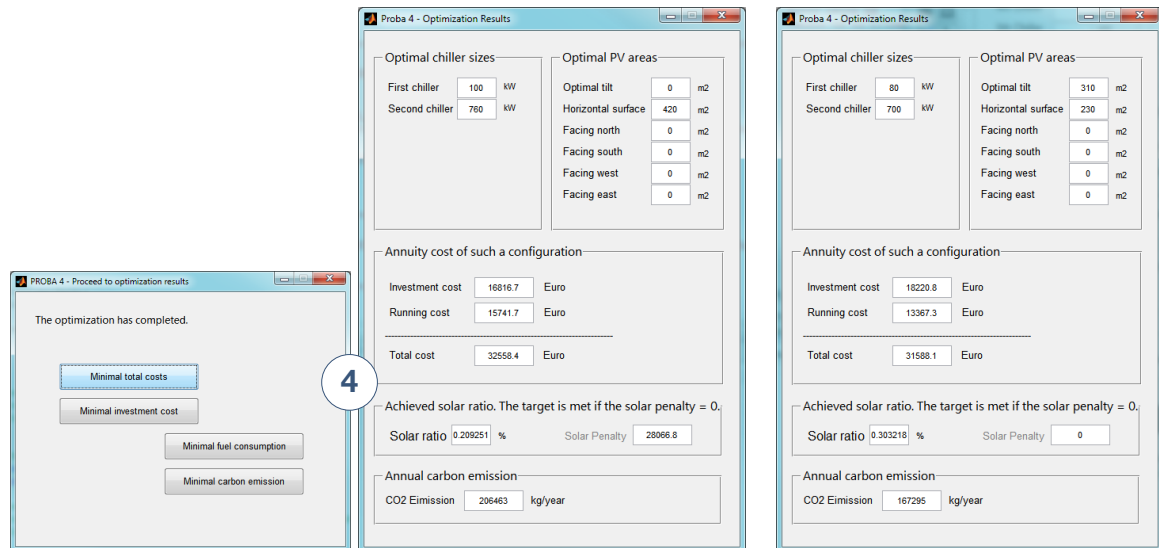 PROBA 4 - Proceed to optimization results
The optimization has completed.
Minimal total costs
Minimal investment cost
Minimal fuel consumption
Minimal carbon emission
4
Proba 4 - Optimization Results
Optimal chiller sizes
First chiller 100 kW
Second chiller 760 kW
Optimal PV areas
Optimal tilt 0 m2
Horizontal surface 420 m2
Facing north 0 m2
Facing south 0 m2
Facing west 0 m2
Facing east 0 m2
Annuity cost of such a configuration
Investment cost 16816.7 Euro
Running cost 15741.7 Euro
Total cost 32558.4 Euro
Achieved solar ratio. The target is met if the solar penalty = 0.
Solar ratio 0.209251 % Solar Penalty 28066.8
Annual carbon emission
CO2 Eimission 206463 kg/year
Proba 4 - Optimization Results
Optimal chiller sizes
First chiller 80 kW
Second chiller 700 kW
Optimal PV areas
Optimal tilt 310 m2
Horizontal surface 230 m2
Facing north 0 m2
Facing south 0 m2
Facing west 0 m2
Facing east 0 m2
Annuity cost of such a configuration
Investment cost 18220.8 Euro
Running cost 13367.3 Euro
Total cost 31588.1 Euro
Achieved solar ratio. The target is met if the solar penalty = 0.
Solar ratio 0.303218 % Solar Penalty 0
Annual carbon emission
CO2 Eimission 167295 kg/year